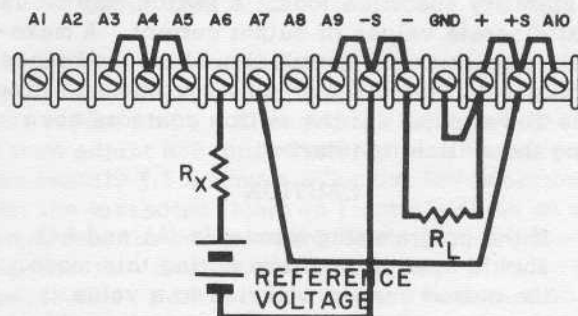 A1 A2 A3 A4 A5 A6 A7 A8 A9 -S - GND + +S A10
RX
RL
REFERENCE
VOLTAGE